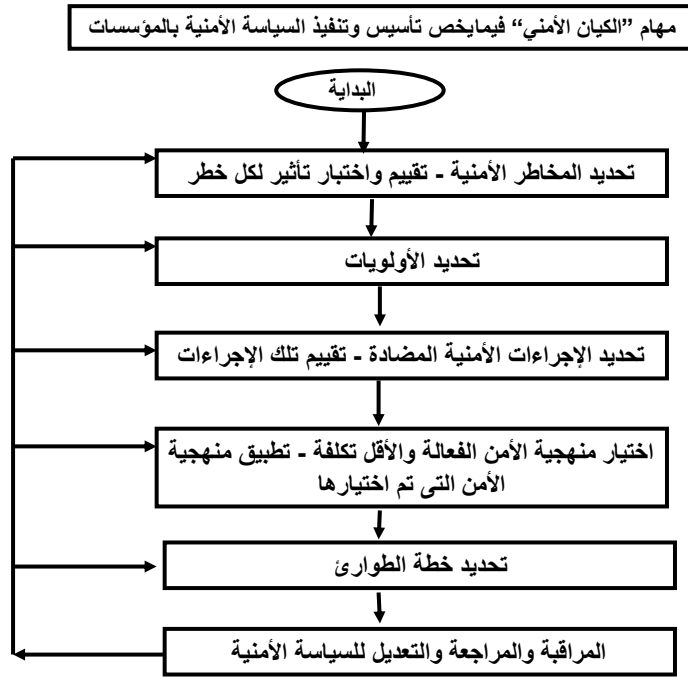 مهام "الكيان الأمني" فيمايخص تأسيس وتنفيذ السياسة الأمنية بالمؤسسات
البداية
تحديد المخاطر الأمنية - تقييم واختبار تأثير لكل خطر
تحديد الأولويات
تحديد الإجراءات الأمنية المضادة - تقييم تلك الإجراءات
اختيار منهجية الأمن الفعالة والأقل تكلفة - تطبيق منهجية
الأمن التى تم اختيارها
تحديد خطة الطوارئ
المراقبة والمراجعة والتعديل للسياسة الأمنية